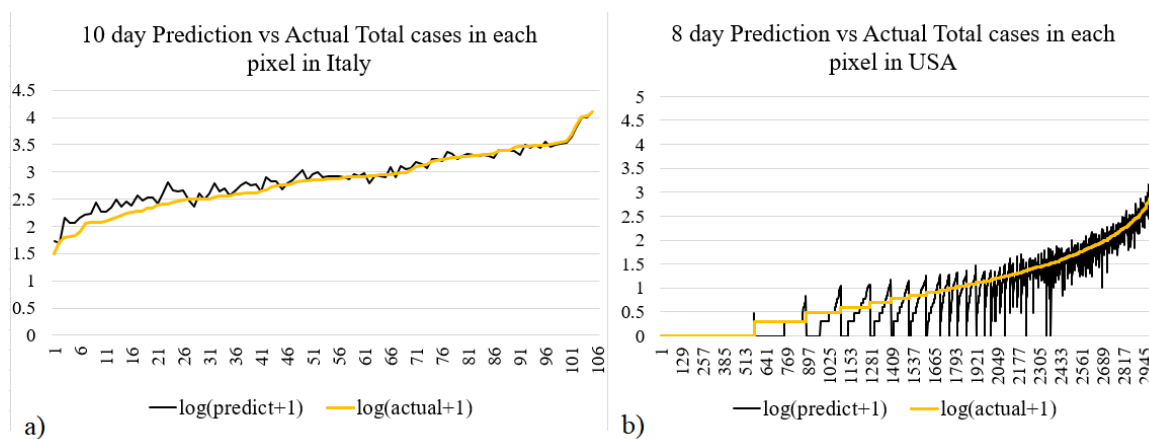 10 day Prediction vs Actual Total cases in each
pixel in Italy
4.5
4
3.5
3
2.5
2
1.5
1
0.5
0
1 6 11 16 21 26 31 36 41 46 51 56 61 66 71 76 81 86 91 96 101 106
log(predict+1) log(actual+1)
a)
8 day Prediction vs Actual Total cases in each
pixel in USA
5
4.5
4
3.5
3
2.5
2
1.5
1
0.5
0
1 129 257 385 513 641 769 897 1025 1153 1281 1409 1537 1665 1793 1921 2049 2177 2305 2433 2561 2689 2817 2945
log(predict+1) log(actual+1)
b)